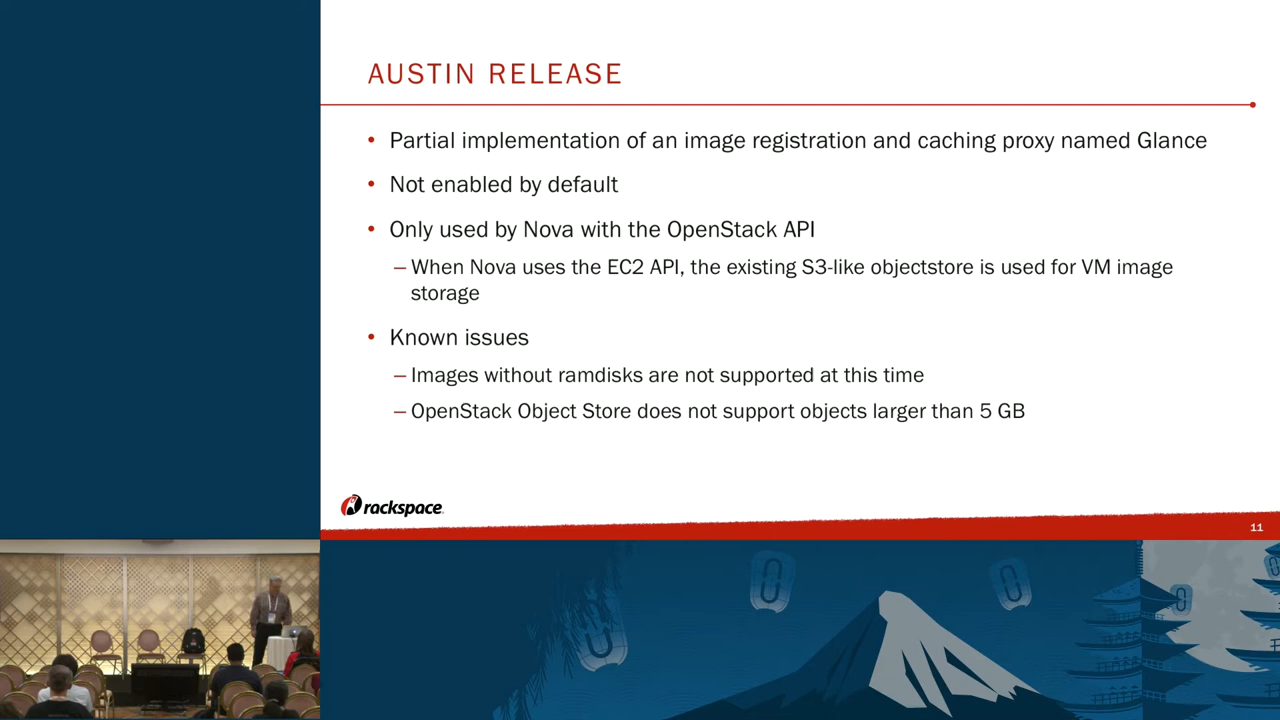 AUSTIN RELEASE
• Partial implementation of an image registration and caching proxy named Glance
• Not enabled by default
• Only used by Nova with the OpenStack API
– When Nova uses the EC2 API, the existing S3-like objectstore is used for VM image
storage
• Known issues
– Images without ramdisks are not supported at this time
– OpenStack Object Store does not support objects larger than 5 GB
rackspace.
11